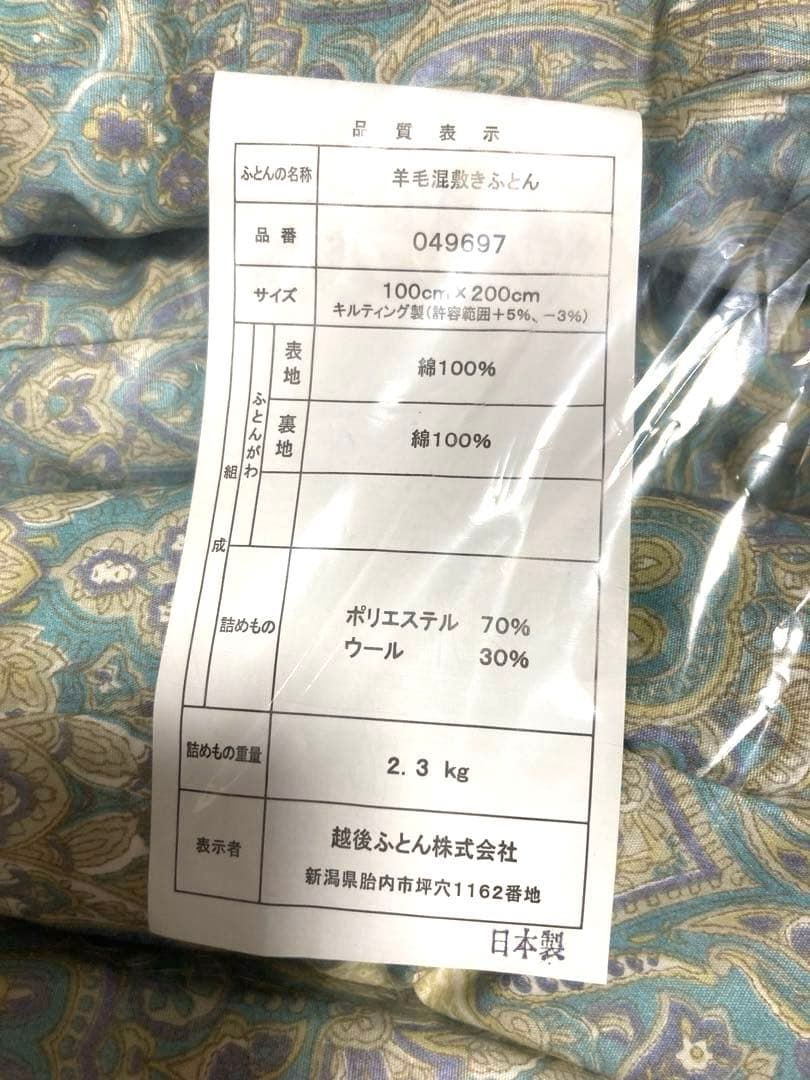 品質表示
ふとんの名称 羊毛混敷きふとん
品番 049697
サイズ 100cm×200cm
キルティング製(許容範囲+5%、-3%)
組成
ふとんがわ
表地 綿100%
裏地 綿100%
詰めもの
ポリエステル 70%
ウール 30%
詰めもの重量 2.3 kg
表示者 越後ふとん株式会社
新潟県胎内市坪穴1162番地
日本製